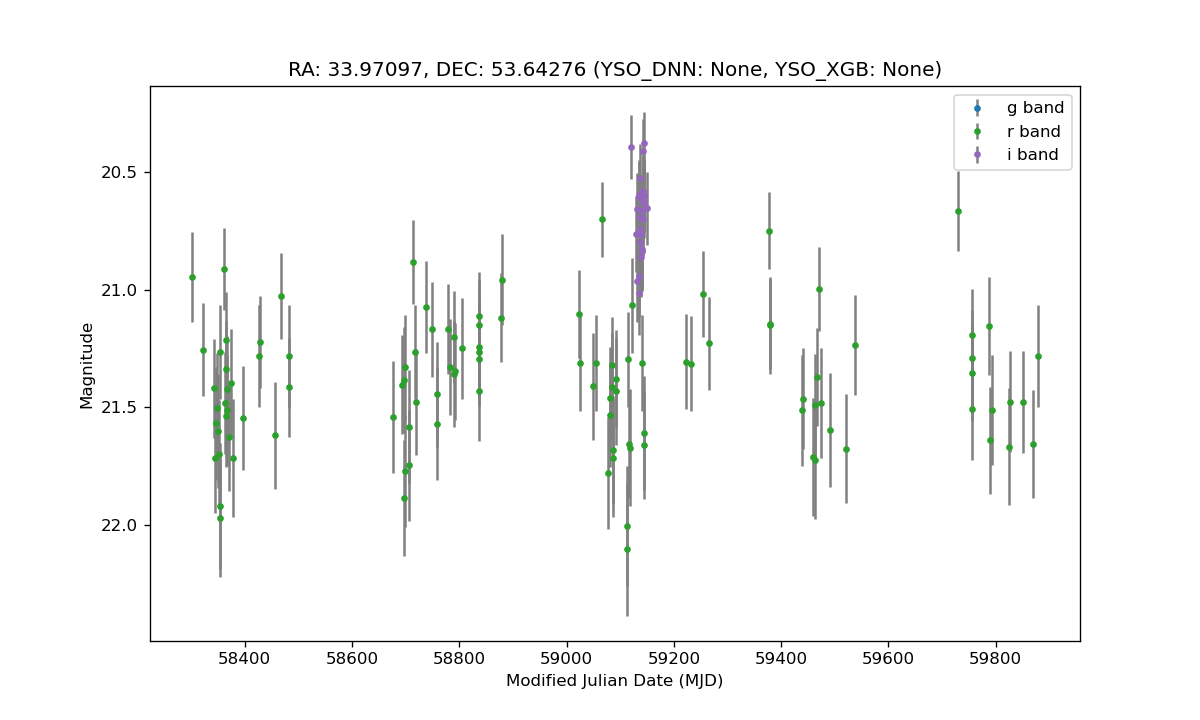 RA: 33.97097, DEC: 53.64276 (YSO_DNN: None, YSO_XGB: None)
g band
r band
i band
20.5
21.0
21.5
22.0
Magnitude
58400 58600 58800 59000 59200 59400 59600 59800
Modified Julian Date (MJD)